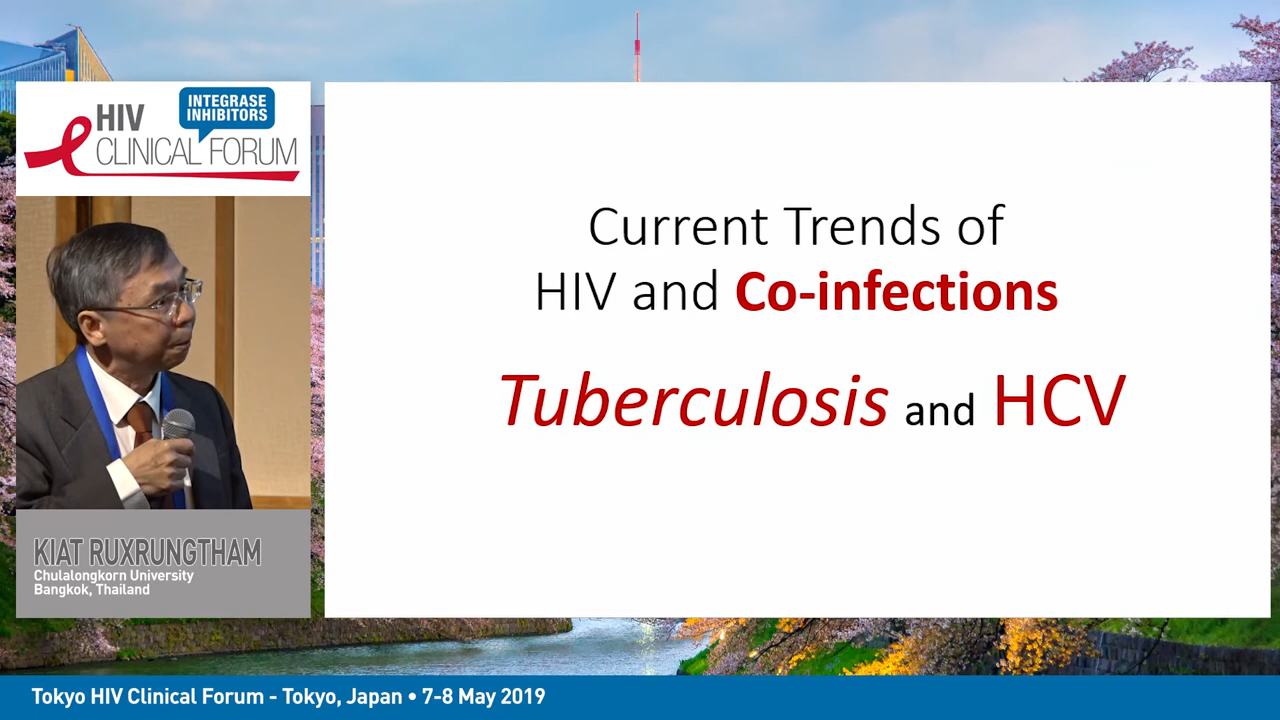 INTEGRASE
INHIBITORS
HIV
CLINICAL FORUM
Current Trends of
HIV and Co-infections
Tuberculosis and HCV
KIAT RUXRUNGTHAM
Chulalongkorn University
Bangkok, Thailand
Tokyo HIV Clinical Forum - Tokyo, Japan • 7-8 May 2019